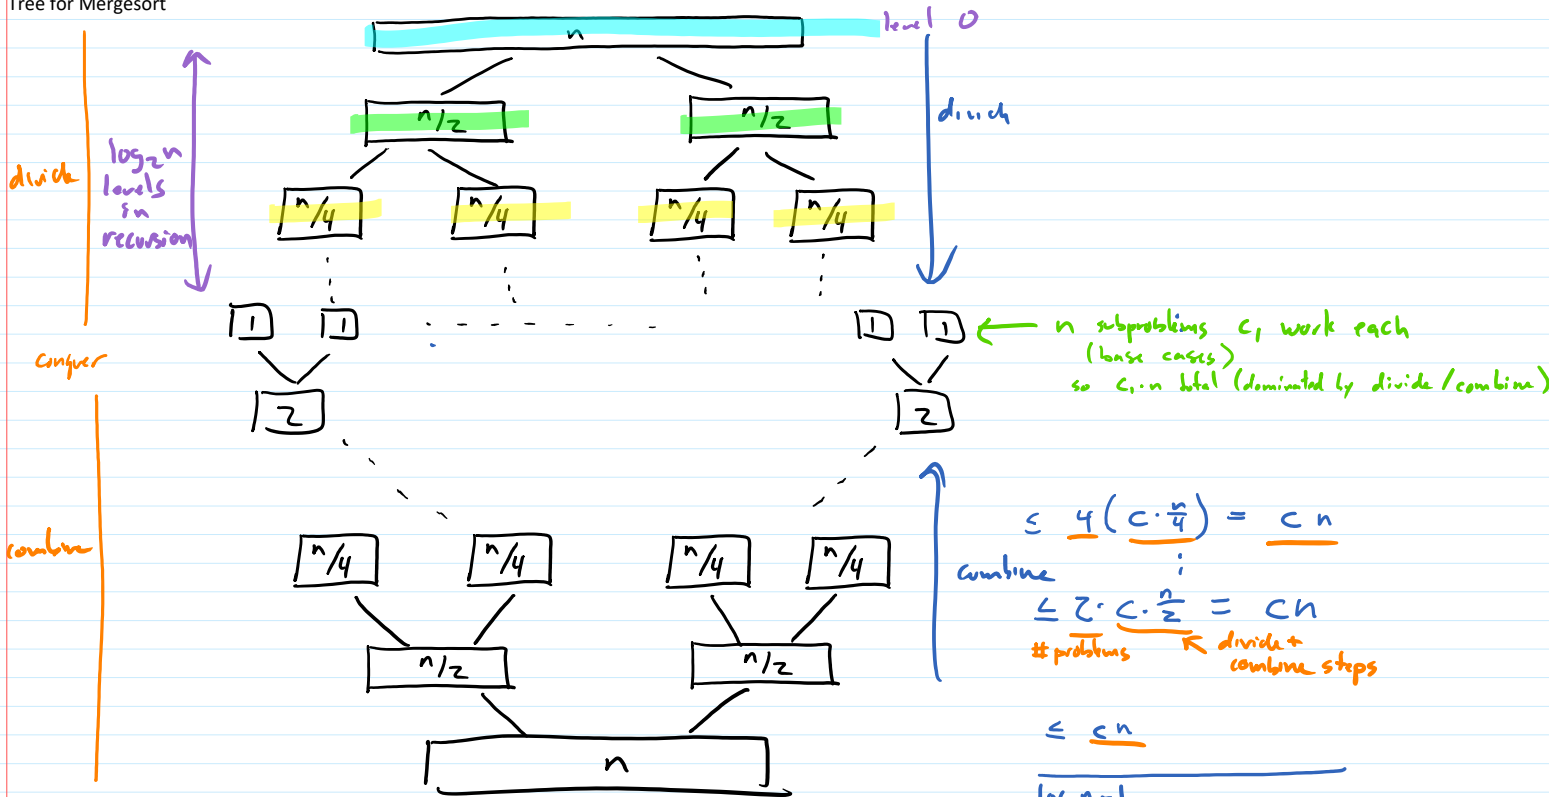 Tree for Mergesort
level 0
n
n/2 n/2
divide
log₂n
levels
in
recursion
divide
n/4 n/4 n/4 n/4
1 1 1 1
n subproblems c₁ work each
(base cases)
so c₁·n total (dominated by divide/combine)
conquer
2 2
≤ 4(c·n/4) = cn
combine
n/4 n/4 n/4 n/4
combine
≤ 2·c·n/2 = cn
# problems
divide +
combine steps
n/2 n/2
≤ cn
n